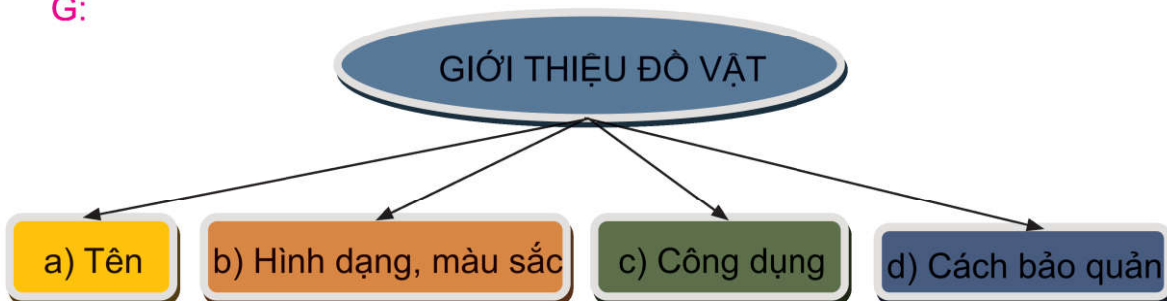 G:
GIỚI THIỆU ĐỒ VẬT
a) Tên
b) Hình dạng, màu sắc
c) Công dụng
d) Cách bảo quản